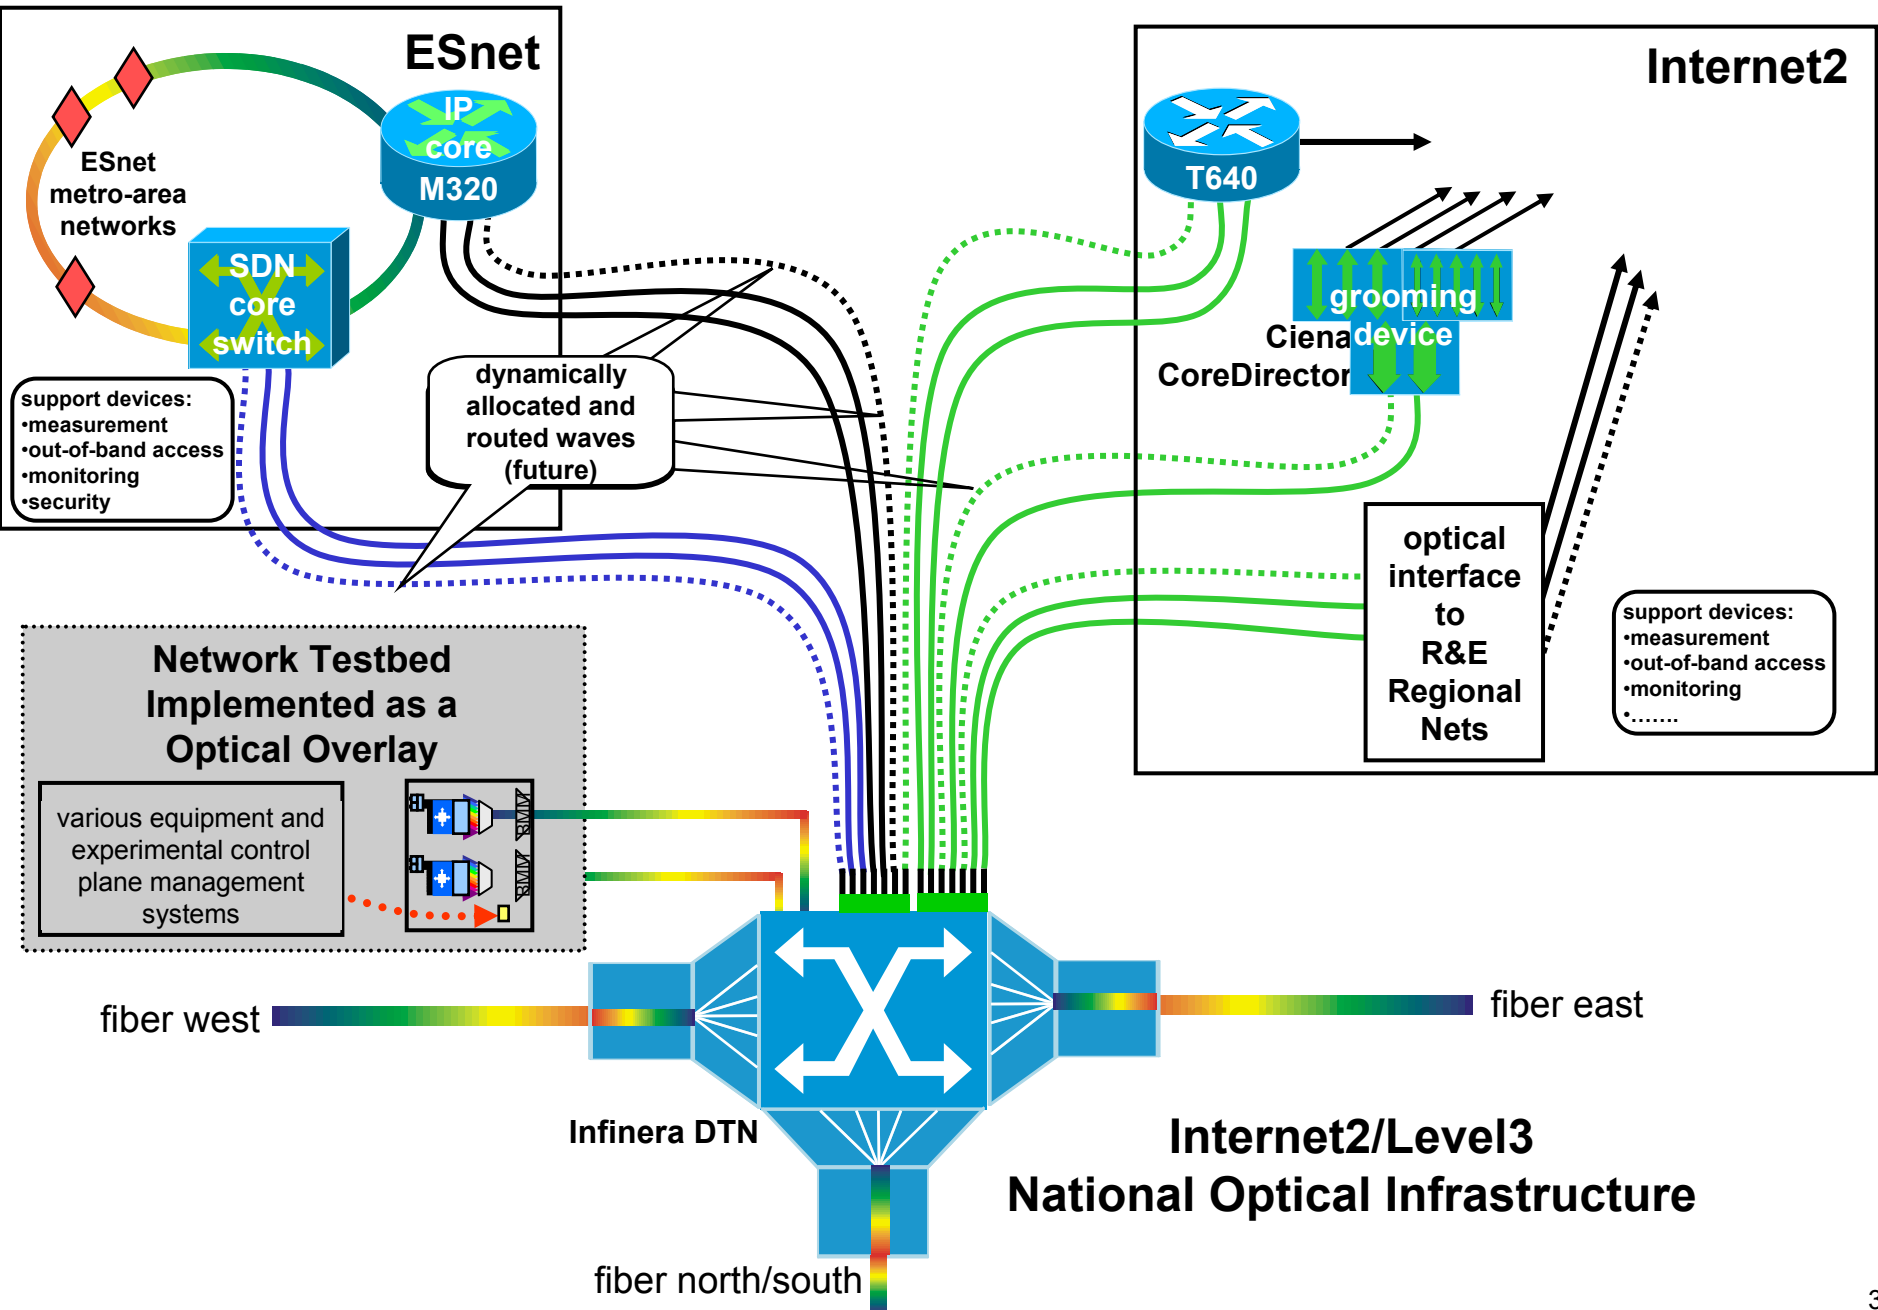 ESnet
Internet2
IP
core
M320
ESnet
metro-area
networks
SDN
core
switch
support devices:
•measurement
•out-of-band access
•monitoring
•security
dynamically
allocated and
routed waves
(future)
T640
grooming
device
Ciena
CoreDirector
optical
interface
to
R&E
Regional
Nets
support devices:
•measurement
•out-of-band access
•monitoring
•…….
Network Testbed
Implemented as a
Optical Overlay
various equipment and
experimental control
plane management
systems
BMM
BMM
fiber west
fiber east
Infinera DTN
Internet2/Level3
National Optical Infrastructure
fiber north/south
3